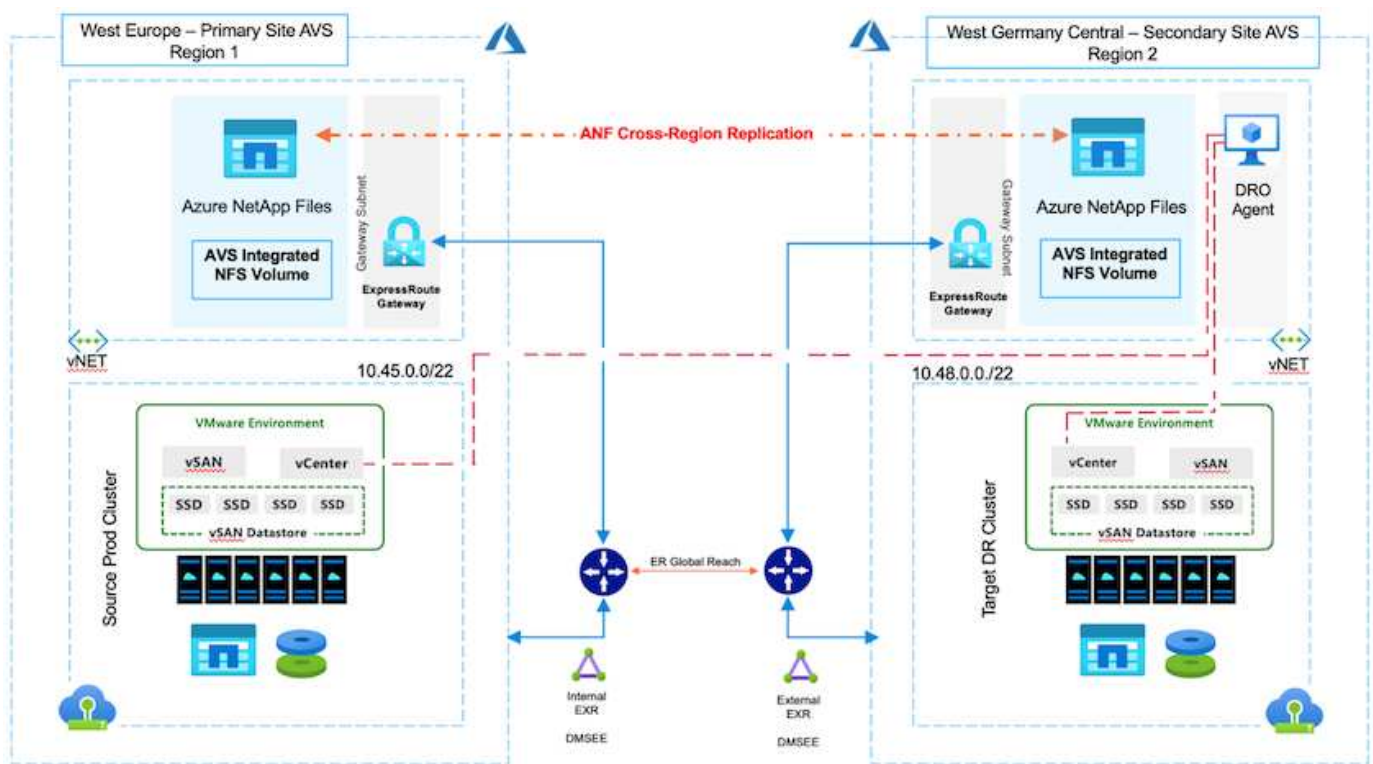 West Europe – Primary Site AVS
Region 1
West Germany Central – Secondary Site AVS
Region 2
ANF Cross-Region Replication
Azure NetApp Files
AVS Integrated
NFS Volume
Gateway Subnet
ExpressRoute
Gateway
vNET
10.45.0.0/22
Gateway Subnet
ExpressRoute
Gateway
Azure NetApp Files
AVS Integrated
NFS Volume
DRO
Agent
vNET
10.48.0.0./22
Source Prod Cluster
VMware Environment
vSAN
vCenter
SSD
SSD
SSD
SSD
vSAN Datastore
ER Global Reach
Internal
EXR
DMSEE
External
EXR
DMSEE
Target DR Cluster
VMware Environment
vCenter
vSAN
SSD
SSD
SSD
SSD
vSAN Datastore